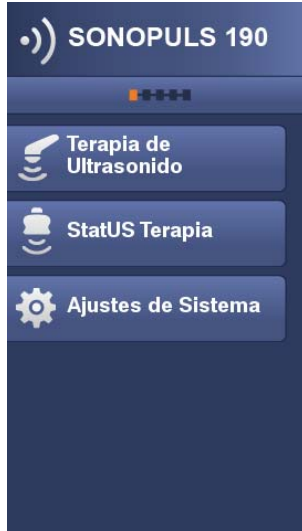 SONOPULS 190
Terapia de
Ultrasonido
StatUS Terapia
Ajustes de Sistema